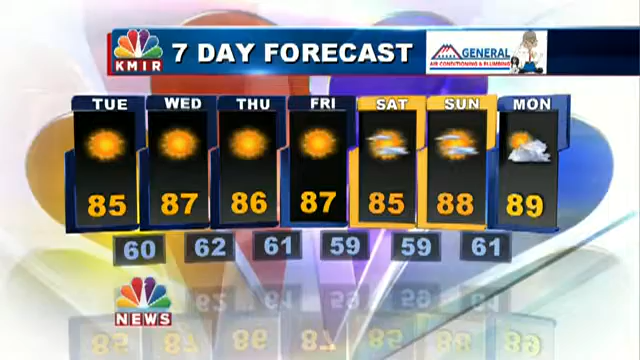 KMIR
7 DAY FORECAST
GENERAL
AIR CONDITIONING & PLUMBING
TUE WED THU FRI SAT SUN MON
85 87 86 87 85 88 89
60 62 61 59 59 61
NEWS